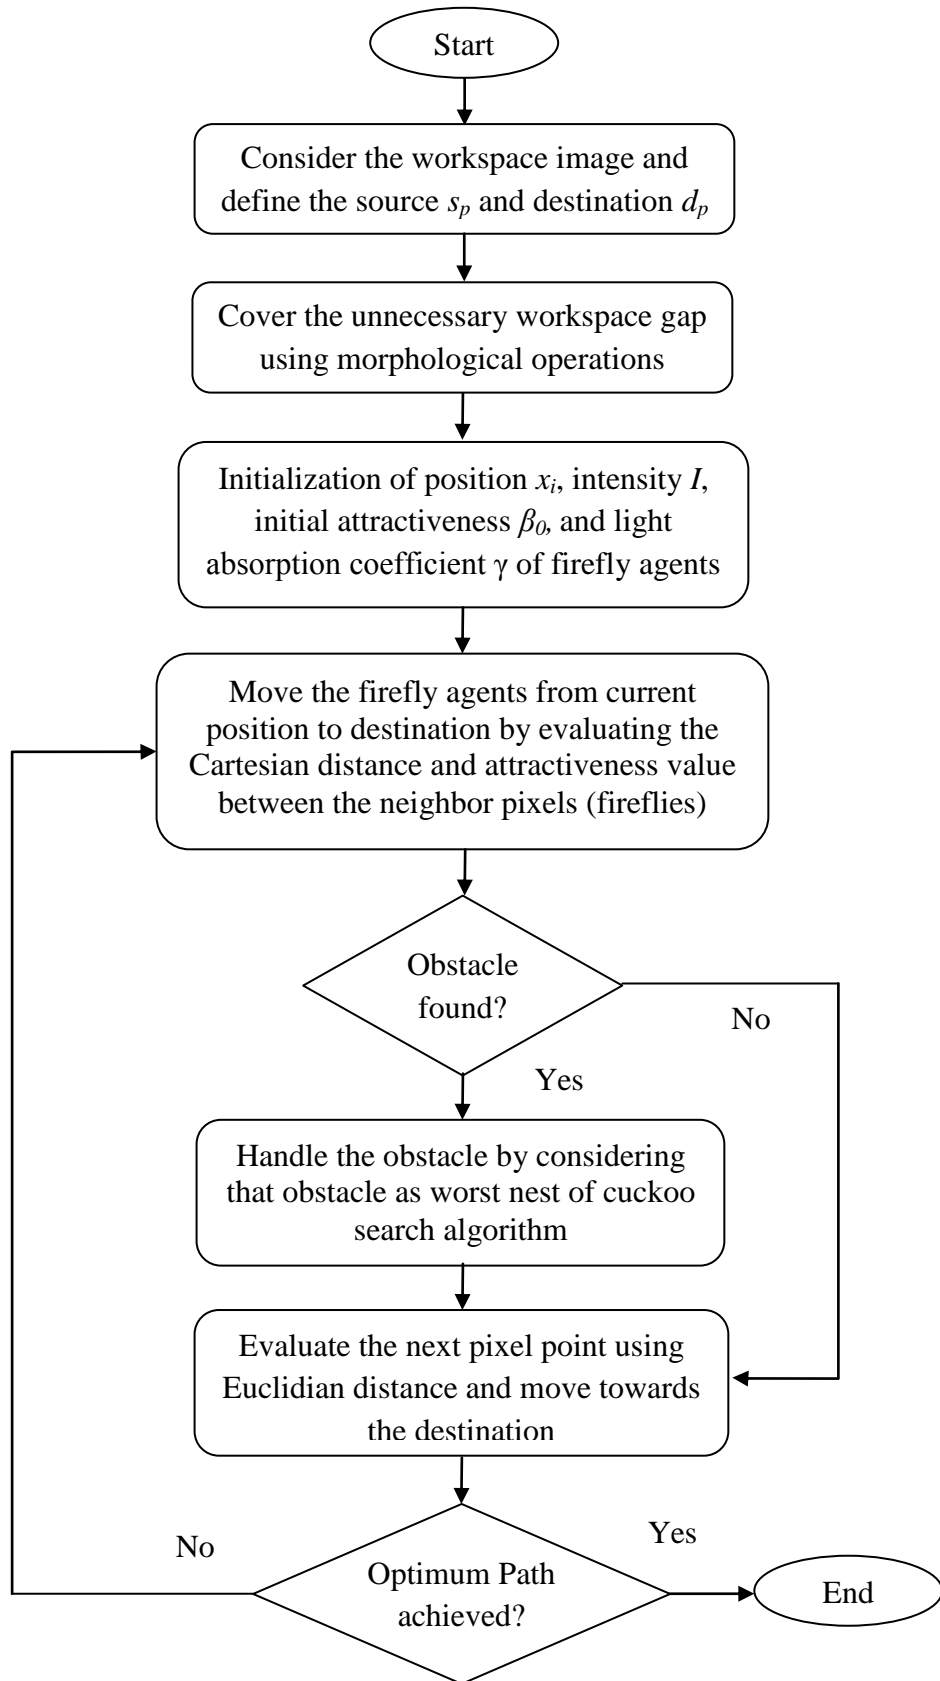 Start
Consider the workspace image and
define the source sₚ and destination dₚ
Cover the unnecessary workspace gap
using morphological operations
Initialization of position xᵢ, intensity I,
initial attractiveness β₀, and light
absorption coefficient γ of firefly agents
Move the firefly agents from current
position to destination by evaluating the
Cartesian distance and attractiveness value
between the neighbor pixels (fireflies)
Obstacle
found?
No
Yes
Handle the obstacle by considering
that obstacle as worst nest of cuckoo
search algorithm
Evaluate the next pixel point using
Euclidian distance and move towards
the destination
No
Yes
Optimum Path
achieved?
End